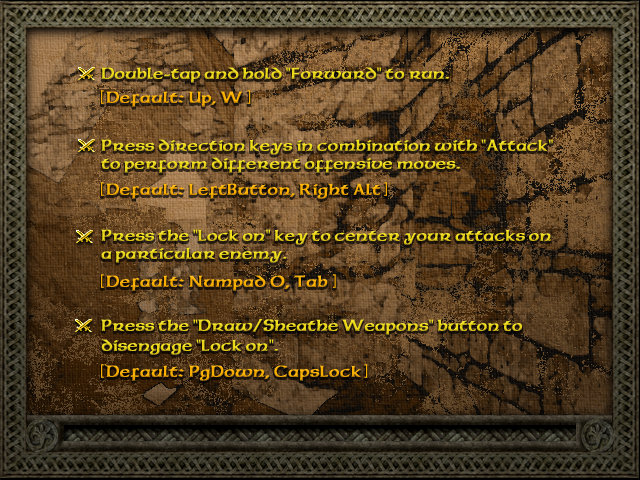 Double-tap and hold "Forward" to run.
[Default: Up, W ]
Press direction keys in combination with "Attack"
to perform different offensive moves.
[Default: LeftButton, Right Alt ]
Press the "Lock on" key to center your attacks on
a particular enemy.
[Default: Numpad 0, Tab ]
Press the "Draw/Sheathe Weapons" button to
disengage "Lock on".
[Default: PgDown, CapsLock ]